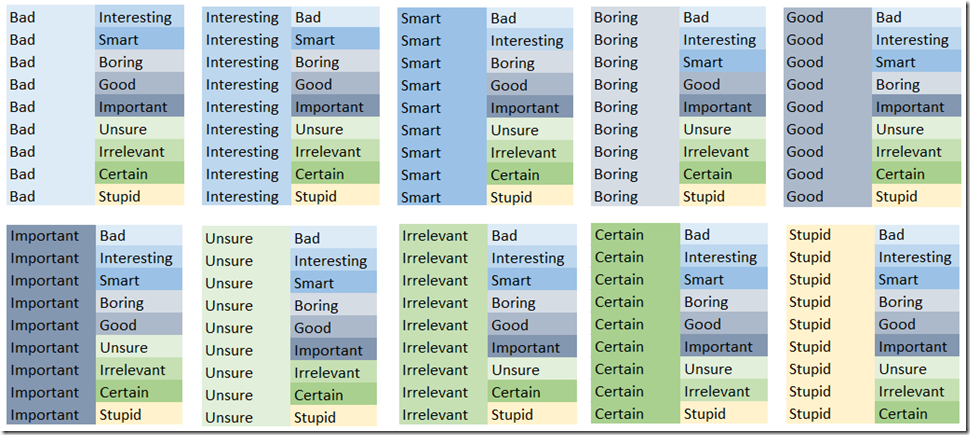 Bad Interesting
Bad Smart
Bad Boring
Bad Good
Bad Important
Bad Unsure
Bad Irrelevant
Bad Certain
Bad Stupid
Interesting Bad
Interesting Smart
Interesting Boring
Interesting Good
Interesting Important
Interesting Unsure
Interesting Irrelevant
Interesting Certain
Interesting Stupid
Smart Bad
Smart Interesting
Smart Boring
Smart Good
Smart Important
Smart Unsure
Smart Irrelevant
Smart Certain
Smart Stupid
Boring Bad
Boring Interesting
Boring Smart
Boring Good
Boring Important
Boring Unsure
Boring Irrelevant
Boring Certain
Boring Stupid
Good Bad
Good Interesting
Good Smart
Good Boring
Good Important
Good Unsure
Good Irrelevant
Good Certain
Good Stupid
Important Bad
Important Interesting
Important Smart
Important Boring
Important Good
Important Unsure
Important Irrelevant
Important Certain
Important Stupid
Unsure Bad
Unsure Interesting
Unsure Smart
Unsure Boring
Unsure Good
Unsure Important
Unsure Irrelevant
Unsure Certain
Unsure Stupid
Irrelevant Bad
Irrelevant Interesting
Irrelevant Smart
Irrelevant Boring
Irrelevant Good
Irrelevant Important
Irrelevant Unsure
Irrelevant Certain
Irrelevant Stupid
Certain Bad
Certain Interesting
Certain Smart
Certain Boring
Certain Good
Certain Important
Certain Unsure
Certain Irrelevant
Certain Stupid
Stupid Bad
Stupid Interesting
Stupid Smart
Stupid Boring
Stupid Good
Stupid Important
Stupid Unsure
Stupid Irrelevant
Stupid Certain